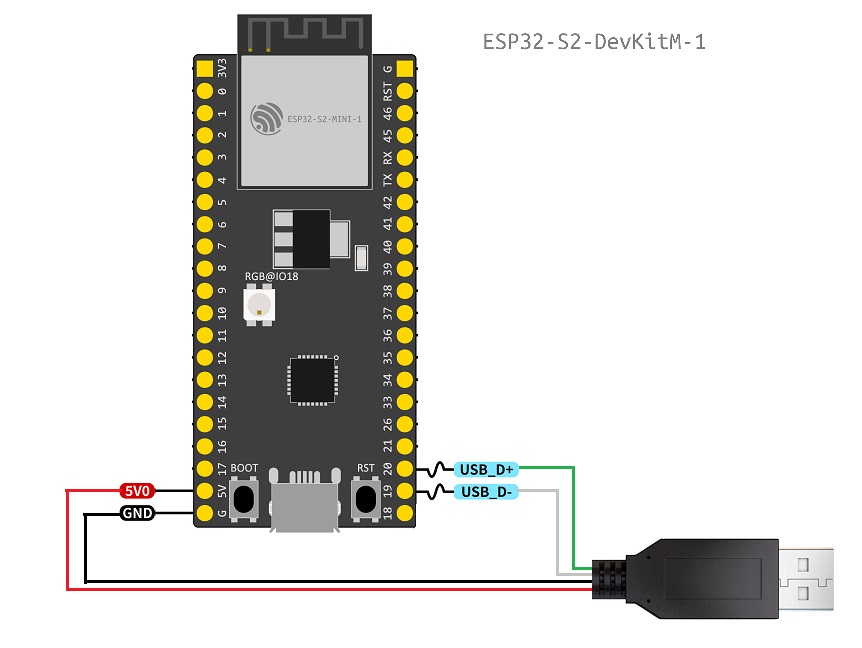 ESP32-S2-DevKitM-1
ESP32-S2-MINI-1
3V3
0
1
2
3
4
5
6
7
8
9
10
11
12
13
14
15
16
17
5V
G
G
RST
46
45
RX
TX
42
41
40
39
38
37
36
35
34
33
26
21
20
19
18
RGB@IO18
BOOT
RST
5V0
GND
USB_D+
USB_D-